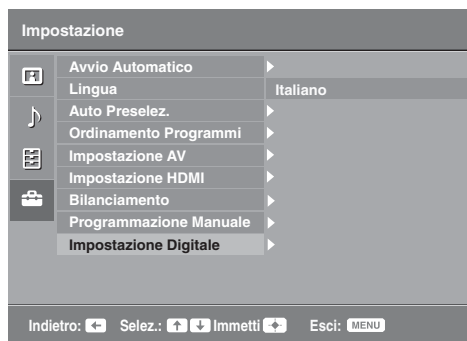 Impostazione
Avvio Automatico
Lingua Italiano
Auto Preselez.
Ordinamento Programmi
Impostazione AV
Impostazione HDMI
Bilanciamento
Programmazione Manuale
Impostazione Digitale
Indietro: Selez.: Immetti Esci: MENU